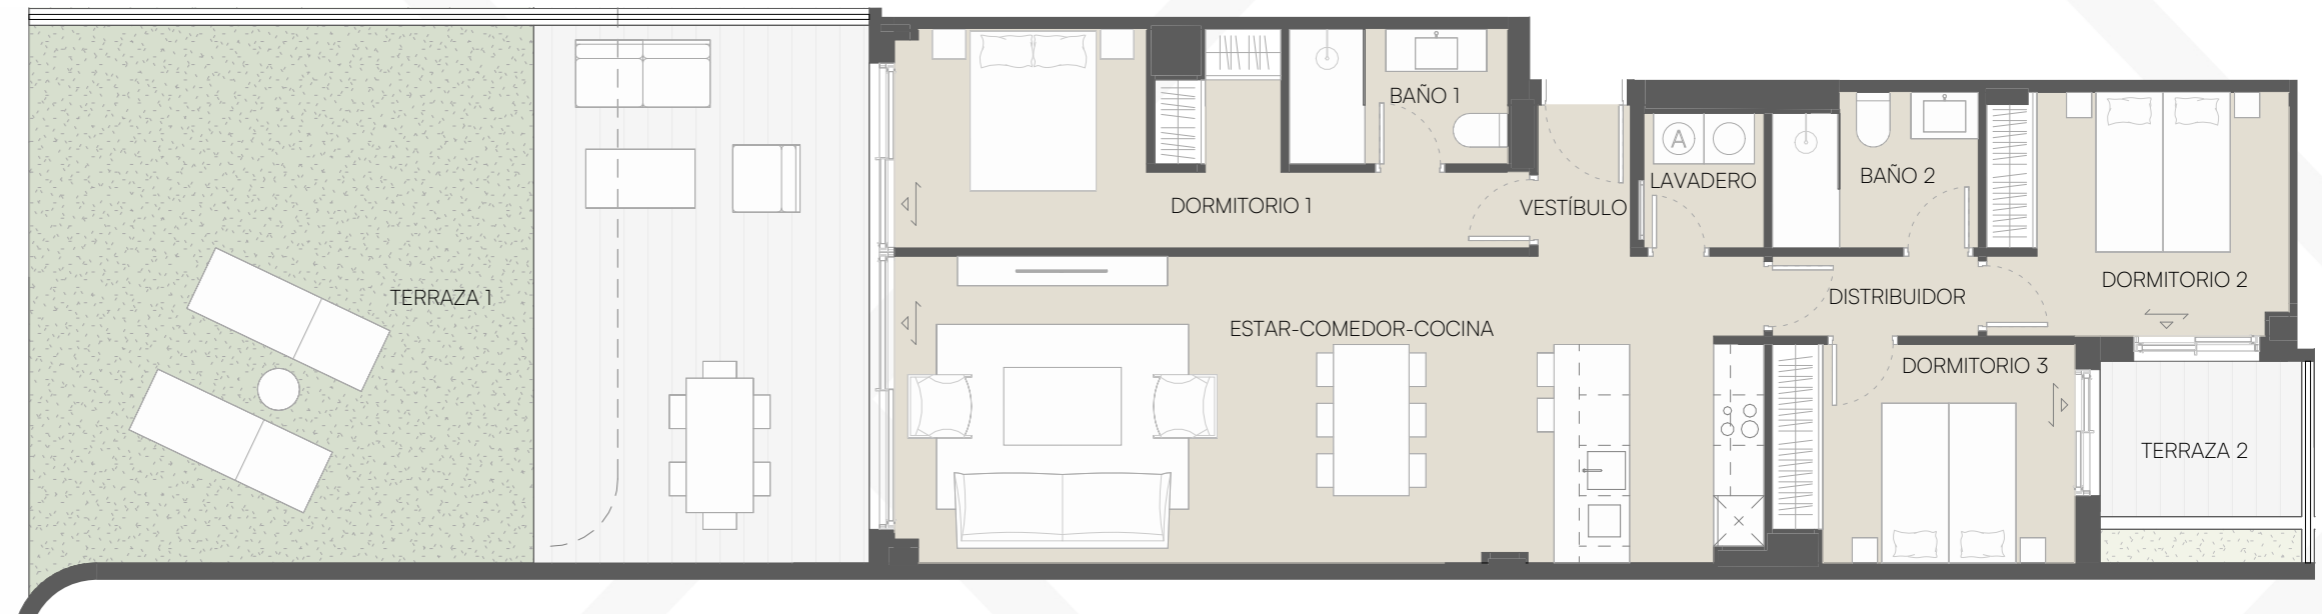 BAÑO 1
A
LAVADERO
BAÑO 2
DORMITORIO 1
VESTÍBULO
DORMITORIO 2
TERRAZA 1
DISTRIBUIDOR
ESTAR-COMEDOR-COCINA
DORMITORIO 3
TERRAZA 2